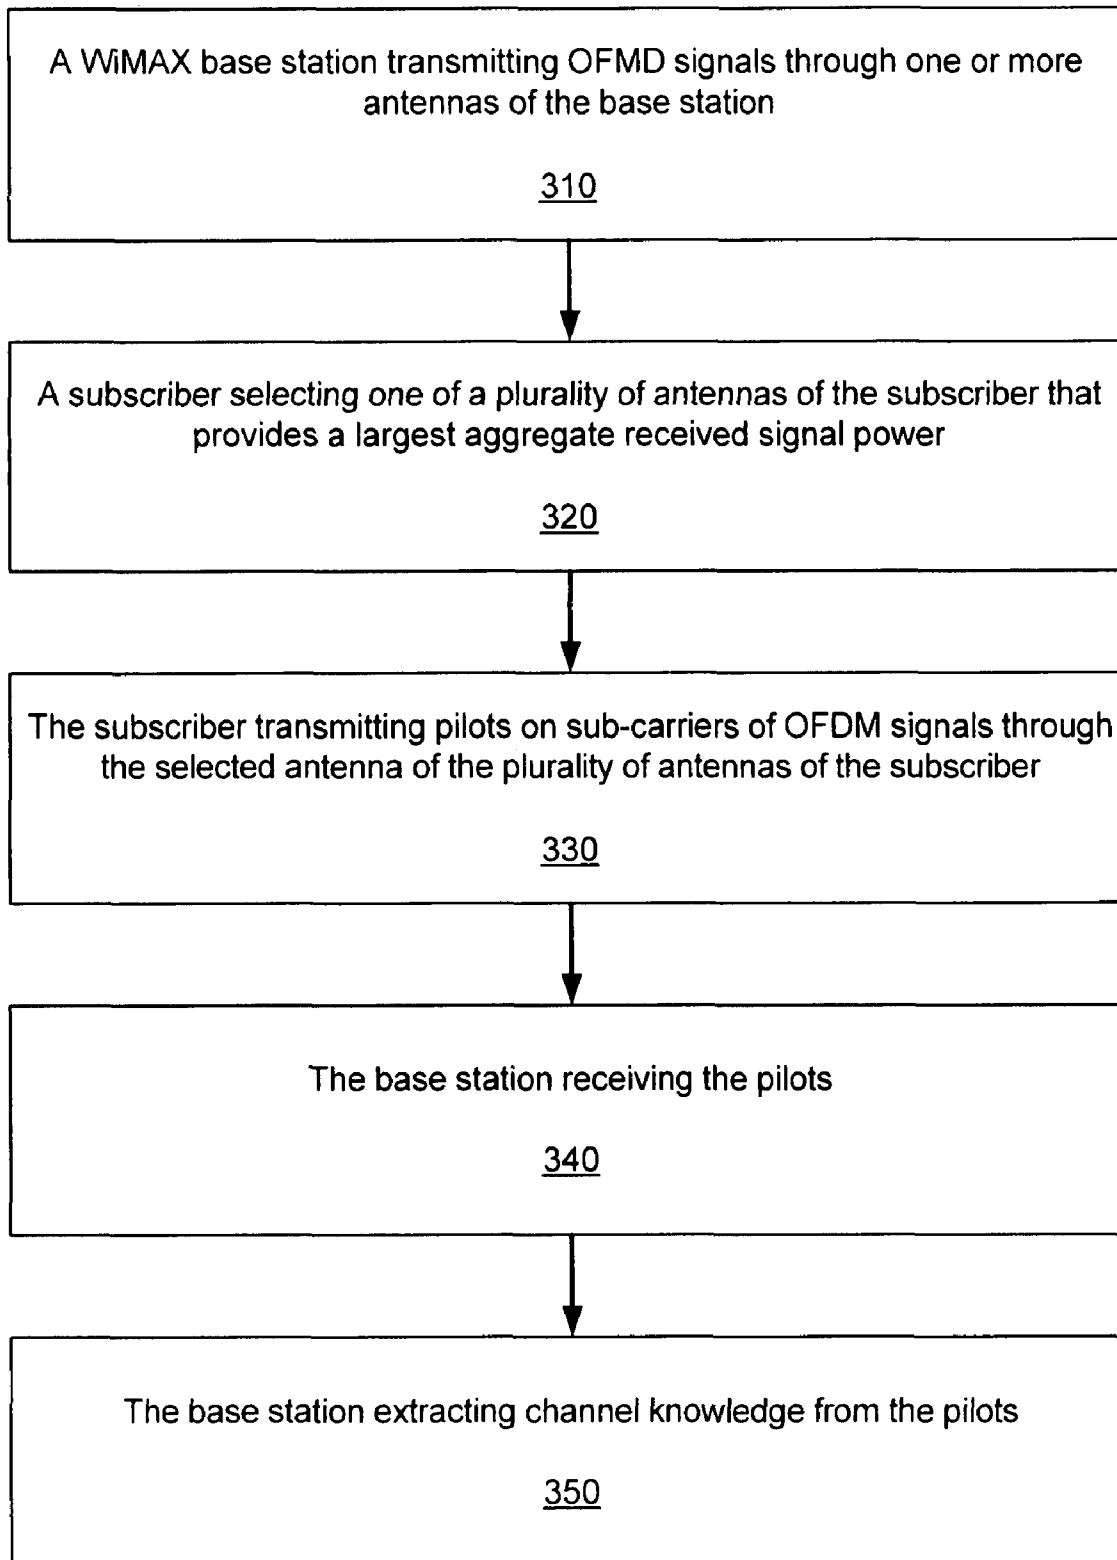 A WiMAX base station transmitting OFMD signals through one or more
antennas of the base station
310
A subscriber selecting one of a plurality of antennas of the subscriber that
provides a largest aggregate received signal power
320
The subscriber transmitting pilots on sub-carriers of OFDM signals through
the selected antenna of the plurality of antennas of the subscriber
330
The base station receiving the pilots
340
The base station extracting channel knowledge from the pilots
350